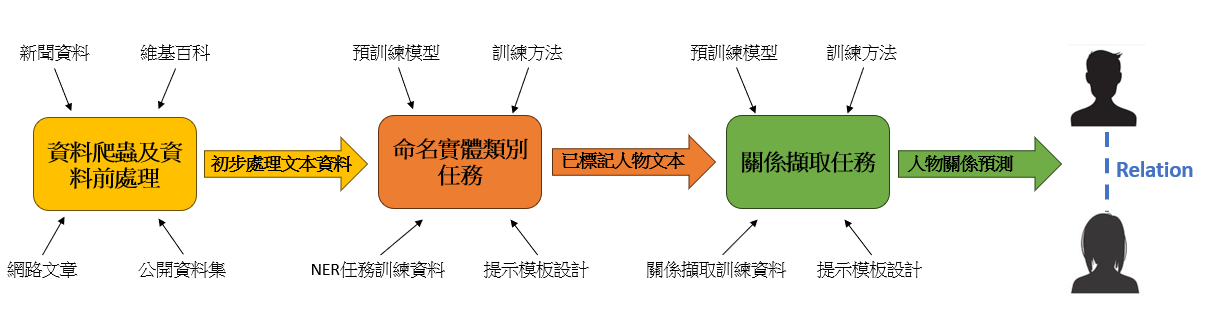 新聞資料
維基百科
預訓練模型
訓練方法
預訓練模型
訓練方法
資料爬蟲及資
料前處理
初步處理文本資料
命名實體類別
任務
已標記人物文本
關係擷取任務
人物關係預測
Relation
網路文章
公開資料集
NER任務訓練資料
提示模板設計
關係擷取訓練資料
提示模板設計